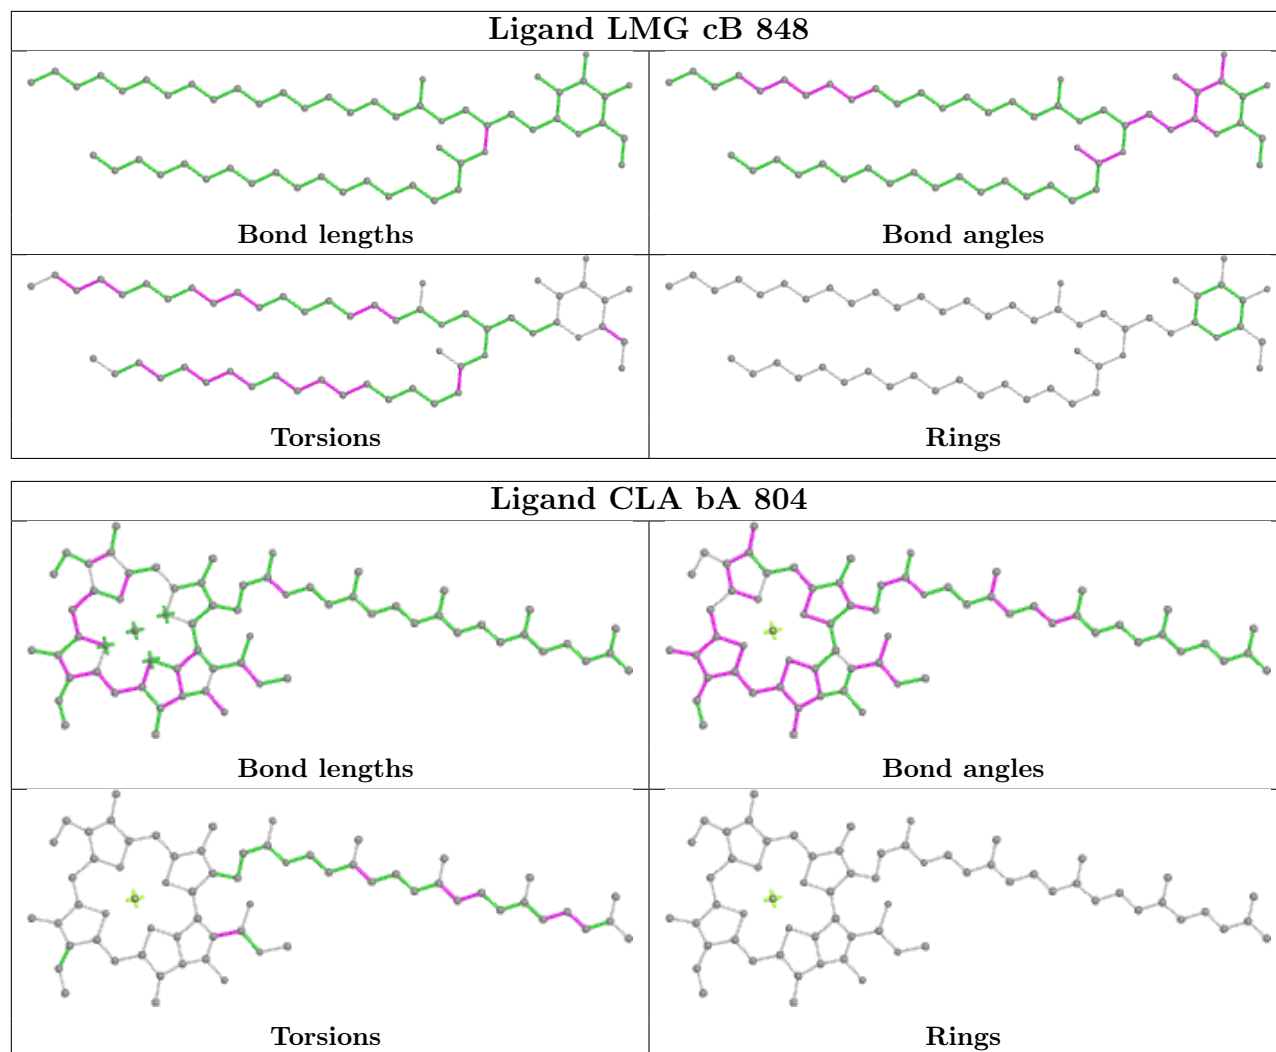 Ligand LMG cB 848
Bond lengths
Bond angles
Torsions
Rings
Ligand CLA bA 804
Bond lengths
Bond angles
Torsions
Rings